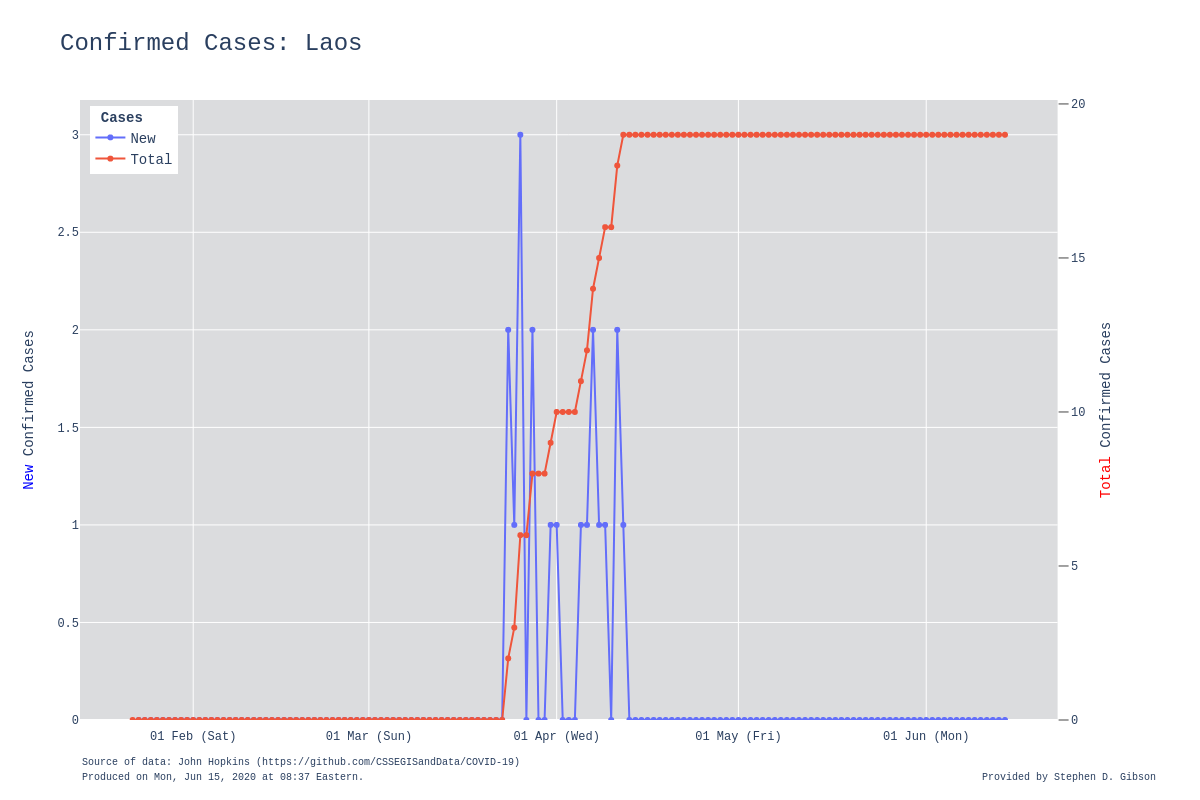 Confirmed Cases: Laos
Cases
New
Total
3
2.5
2
1.5
1
0.5
0
New Confirmed Cases
20
15
10
5
0
Total Confirmed Cases
01 Feb (Sat) 01 Mar (Sun) 01 Apr (Wed) 01 May (Fri) 01 Jun (Mon)
Source of data: John Hopkins (https://github.com/CSSEGISandData/COVID-19)
Produced on Mon, Jun 15, 2020 at 08:37 Eastern.
Provided by Stephen D. Gibson